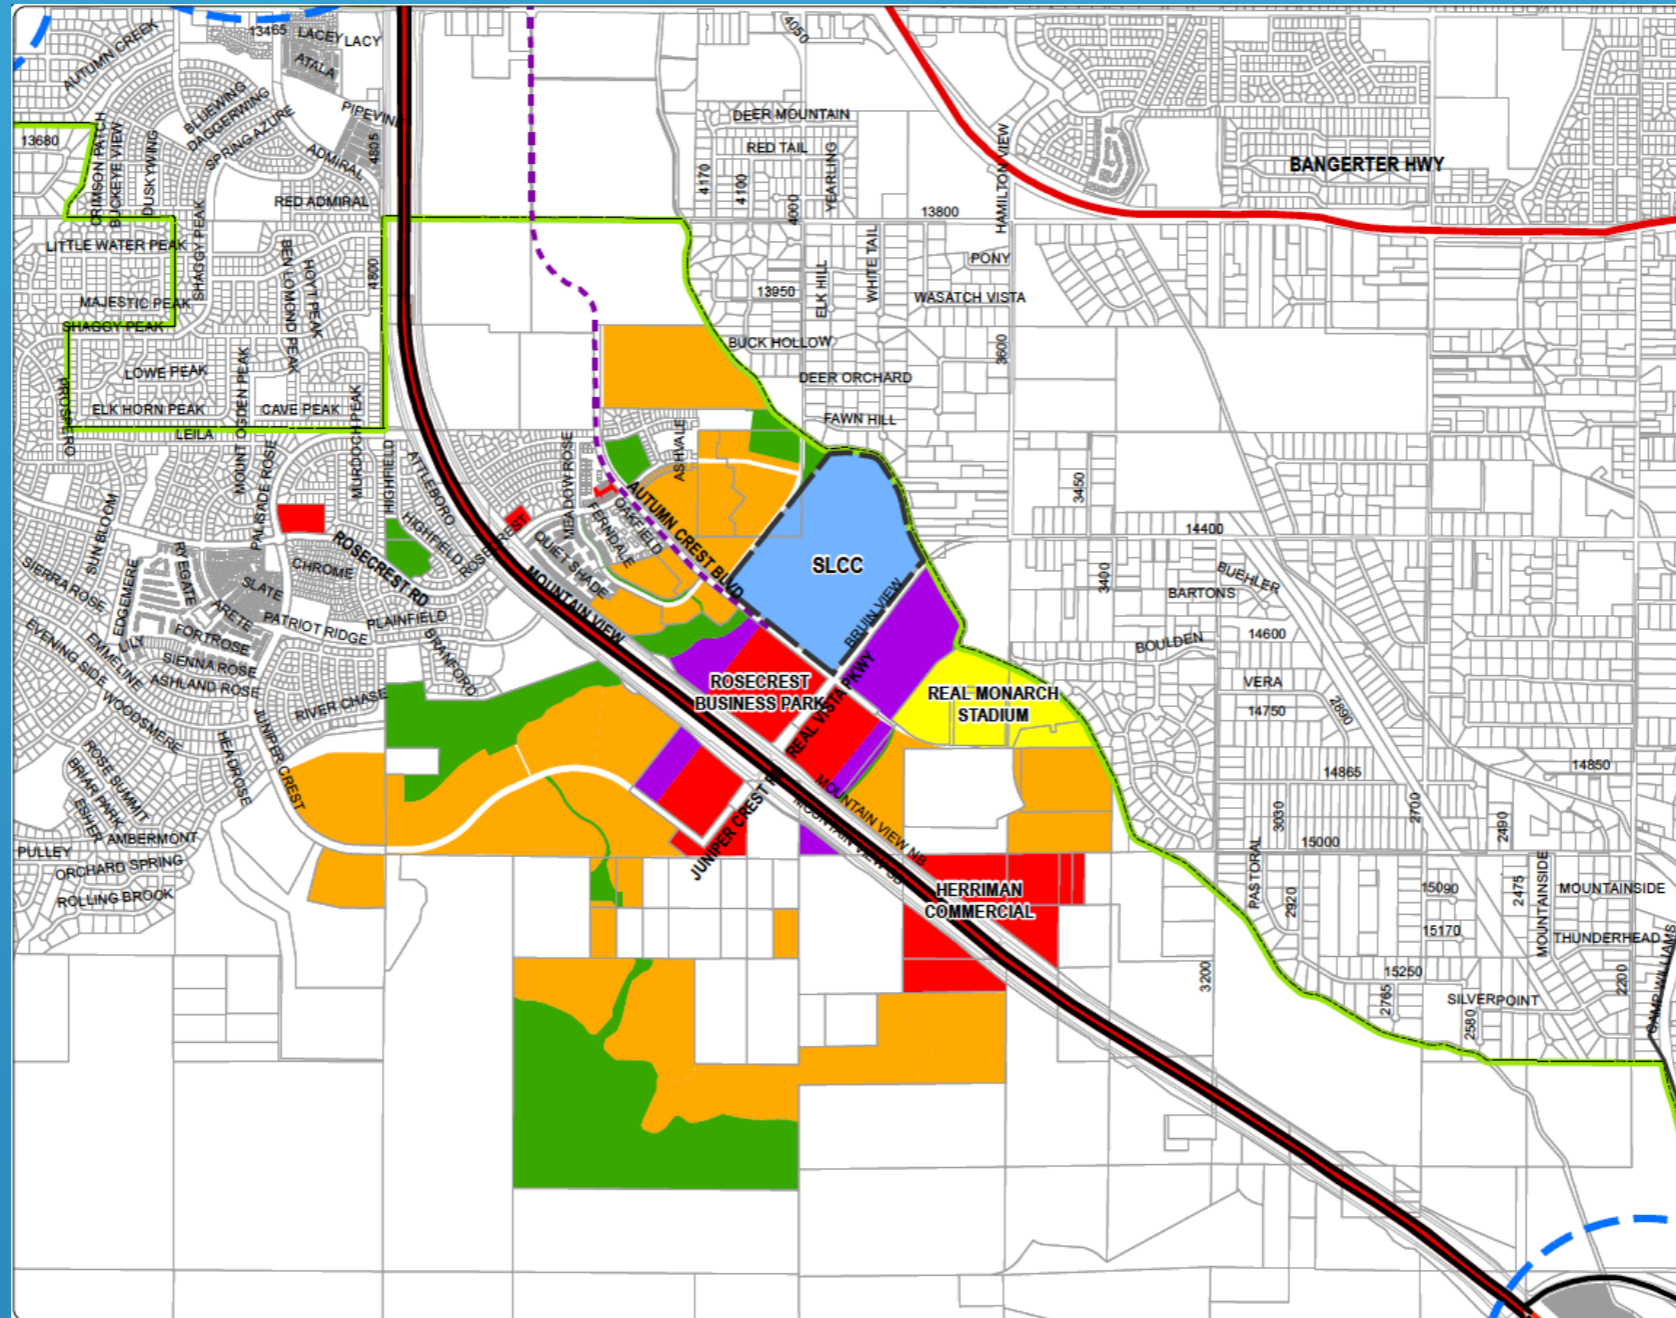 13465
LACEY
LACY
4050
AUTUMN CREEK
ATALA
BLUEWING
DAGGERWING
SPRING AZURE
PIPEVINE
4805
ADMIRAL
RED ADMIRAL
13680
CRIMSON PATCH
BUCKEYE VIEW
DUSKYWING
DEER MOUNTAIN
RED TAIL
4170
4100
4000
YEARLING
HAMILTON VIEW
BANGERTER HWY
13800
LITTLE WATER PEAK
SHAGGY PEAK
BEN LOMOND PEAK
HOYT PEAK
4800
MAJESTIC PEAK
SHAGGY PEAK
13950
ELK HILL
WHITE TAIL
PONY
WASATCH VISTA
3600
BUCK HOLLOW
DEER ORCHARD
FAWN HILL
LOWE PEAK
ELK HORN PEAK
CAVE PEAK
PROSPERO
LEILA
MOUNT OGDEN PEAK
MURDOCH PEAK
PALISADE ROSE
HIGHFIELD
ATTLEBORO
HIGHFIELD
ROSECREST
MEADOW ROSE
ASHVALE
OAKFIELD
FERNDALE
QUIET SHADE
AUTUMN CREST BLVD
SLCC
BRUIN VIEW
MOUNTAIN VIEW
3450
14400
3400
BUEHLER
BARTONS
14600
BOULDEN
VERA
14750
2890
14865
14850
SUN BLOOM
SIERRA ROSE
EDGEMERE
RYEGATE
SLATE
ARETE
CHROME
ROSECREST RD
PLAINFIELD
PATRIOT RIDGE
FORTROSE
LILY
SIENNA ROSE
ASHLAND ROSE
EVENING SIDE
EMMELINE
WOODSMERE
BRANFORD
RIVER CHASE
JUNIPER CREST
HEADROSE
ROSE SUMMIT
BRIAR PARK
ESHER
AMBERMONT
PULLEY
ORCHARD SPRING
ROLLING BROOK
ROSECREST
BUSINESS PARK
REAL VISTA PKWY
REAL MONARCH
STADIUM
JUNIPER CREST RD
MOUNTAIN VIEW NB
MOUNTAIN VIEW SB
HERRIMAN
COMMERCIAL
3030
2700
2490
15000
PASTORAL
2920
15090
2475
MOUNTAINSIDE
MOUNTAINSIDE
15170
THUNDERHEAD
3200
15250
2765
SILVERPOINT
2580
2200
CAMP WILLIAMS